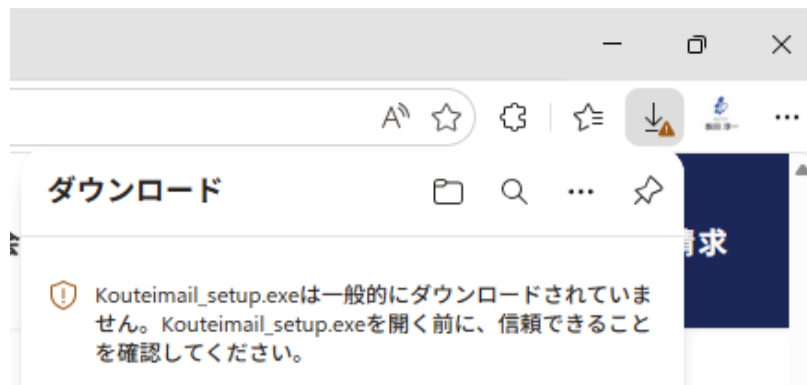 ダウンロード
請求
Kouteimail_setup.exeは一般的にダウンロードされていま
せん。Kouteimail_setup.exeを開く前に、信頼できること
を確認してください。